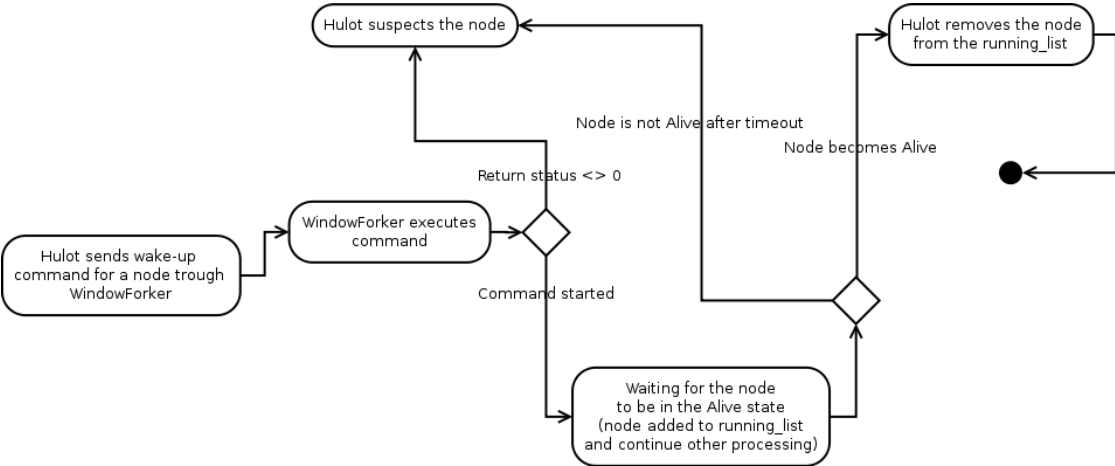 Hulot suspects the node
Hulot removes the node
from the running_list
Node is not Alive after timeout
Node becomes Alive
Return status <> 0
WindowForker executes
command
Hulot sends wake-up
command for a node trough
WindowForker
Command started
Waiting for the node
to be in the Alive state
(node added to running_list
and continue other processing)